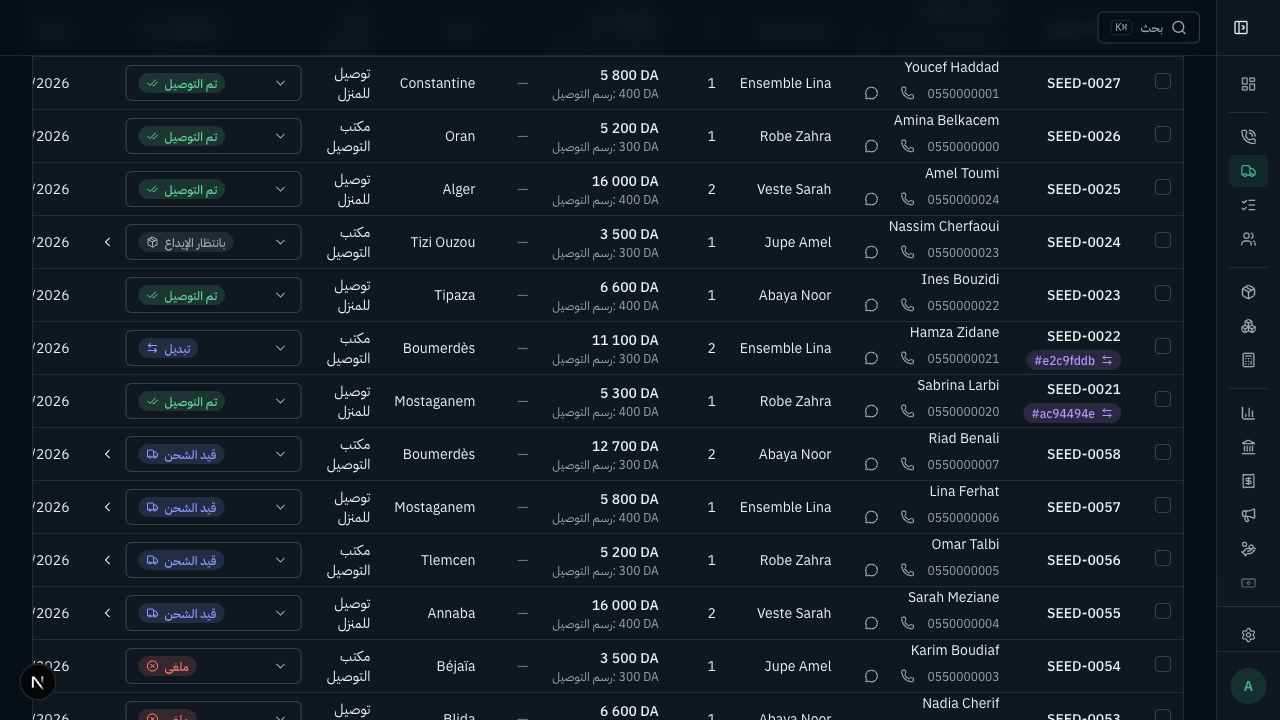 بحث
K⌘
SEED-0027
Youcef Haddad
0550000001
Ensemble Lina
1
5 800 DA
رسم التوصيل: 400 DA
—
Constantine
توصيل
للمنزل
تم التوصيل
/2026
SEED-0026
Amina Belkacem
0550000000
Robe Zahra
1
5 200 DA
رسم التوصيل: 300 DA
—
Oran
مكتب
التوصيل
تم التوصيل
/2026
SEED-0025
Amel Toumi
0550000024
Veste Sarah
2
16 000 DA
رسم التوصيل: 400 DA
—
Alger
توصيل
للمنزل
تم التوصيل
/2026
SEED-0024
Nassim Cherfaoui
0550000023
Jupe Amel
1
3 500 DA
رسم التوصيل: 300 DA
—
Tizi Ouzou
مكتب
التوصيل
بانتظار الإيداع
/2026
SEED-0023
Ines Bouzidi
0550000022
Abaya Noor
1
6 600 DA
رسم التوصيل: 400 DA
—
Tipaza
توصيل
للمنزل
تم التوصيل
/2026
SEED-0022
#e2c9fddb
Hamza Zidane
0550000021
Ensemble Lina
2
11 100 DA
رسم التوصيل: 300 DA
—
Boumerdès
مكتب
التوصيل
تبديل
/2026
SEED-0021
#ac94494e
Sabrina Larbi
0550000020
Robe Zahra
1
5 300 DA
رسم التوصيل: 400 DA
—
Mostaganem
توصيل
للمنزل
تم التوصيل
/2026
SEED-0058
Riad Benali
0550000007
Abaya Noor
2
12 700 DA
رسم التوصيل: 300 DA
—
Boumerdès
مكتب
التوصيل
قيد الشحن
/2026
SEED-0057
Lina Ferhat
0550000006
Ensemble Lina
1
5 800 DA
رسم التوصيل: 400 DA
—
Mostaganem
توصيل
للمنزل
قيد الشحن
/2026
SEED-0056
Omar Talbi
0550000005
Robe Zahra
1
5 200 DA
رسم التوصيل: 300 DA
—
Tlemcen
مكتب
التوصيل
قيد الشحن
/2026
SEED-0055
Sarah Meziane
0550000004
Veste Sarah
2
16 000 DA
رسم التوصيل: 400 DA
—
Annaba
توصيل
للمنزل
قيد الشحن
/2026
SEED-0054
Karim Boudiaf
0550000003
Jupe Amel
1
3 500 DA
رسم التوصيل: 300 DA
—
Béjaïa
مكتب
التوصيل
ملغى
/2026
SEED-0053
Nadia Cherif
Abaya Noor
1
6 600 DA
Blida
توصيل
ملغى
/2026
N
A